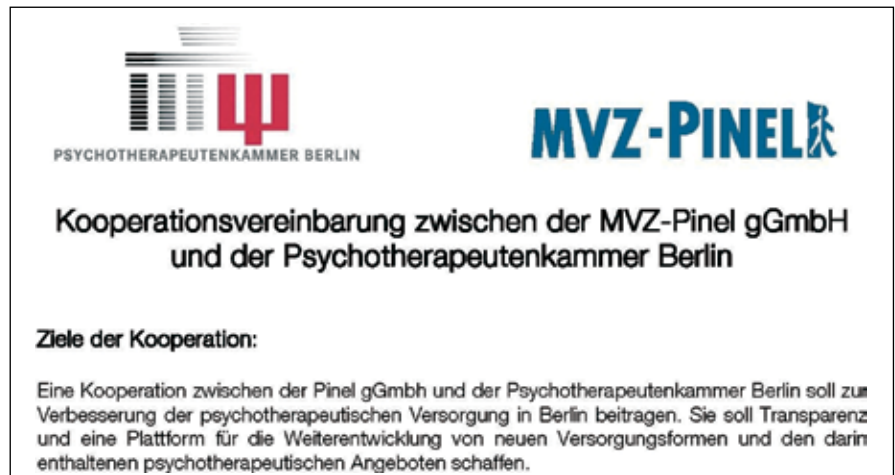 PSYCHOTHERAPEUTENKAMMER BERLIN
MVZ-PINEL
Kooperationsvereinbarung zwischen der MVZ-Pinel gGmbH
und der Psychotherapeutenkammer Berlin
Ziele der Kooperation:
Eine Kooperation zwischen der Pinel gGmbh und der Psychotherapeutenkammer Berlin soll zur
Verbesserung der psychotherapeutischen Versorgung in Berlin beitragen. Sie soll Transparenz
und eine Plattform für die Weiterentwicklung von neuen Versorgungsformen und den darin
enthaltenen psychotherapeutischen Angeboten schaffen.